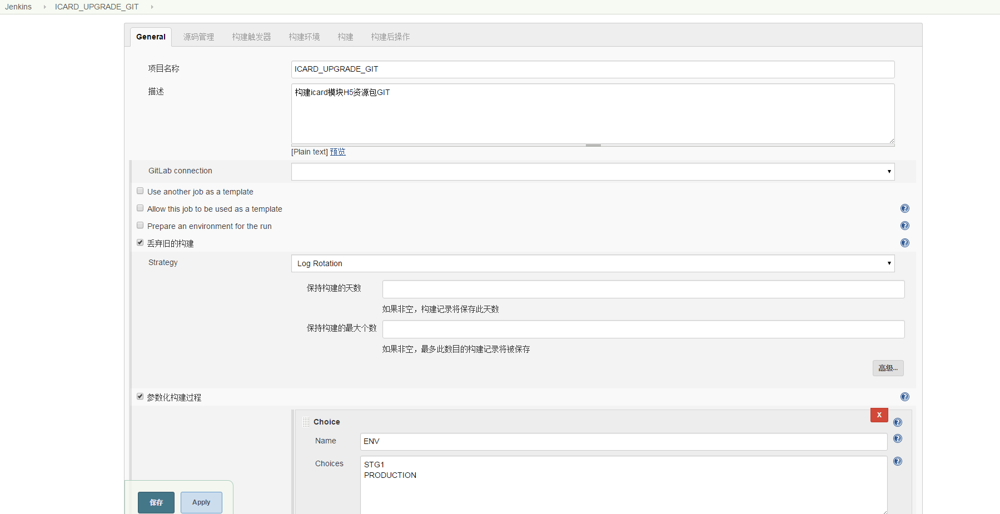 Jenkins ICARD_UPGRADE_GIT
General 源码管理 构建触发器 构建环境 构建 构建后操作
项目名称 ICARD_UPGRADE_GIT
描述 构建icard模块H5资源包GIT
[Plain text] 预览
GitLab connection
Use another job as a template
Allow this job to be used as a template
Prepare an environment for the run
丢弃旧的构建
Strategy Log Rotation
保持构建的天数
如果非空，构建记录将保存此天数
保持构建的最大个数
如果非空，最多此数目的构建记录将被保存
高级...
参数化构建过程
X
Choice
Name ENV
Choices STG1
PRODUCTION
保存 Apply